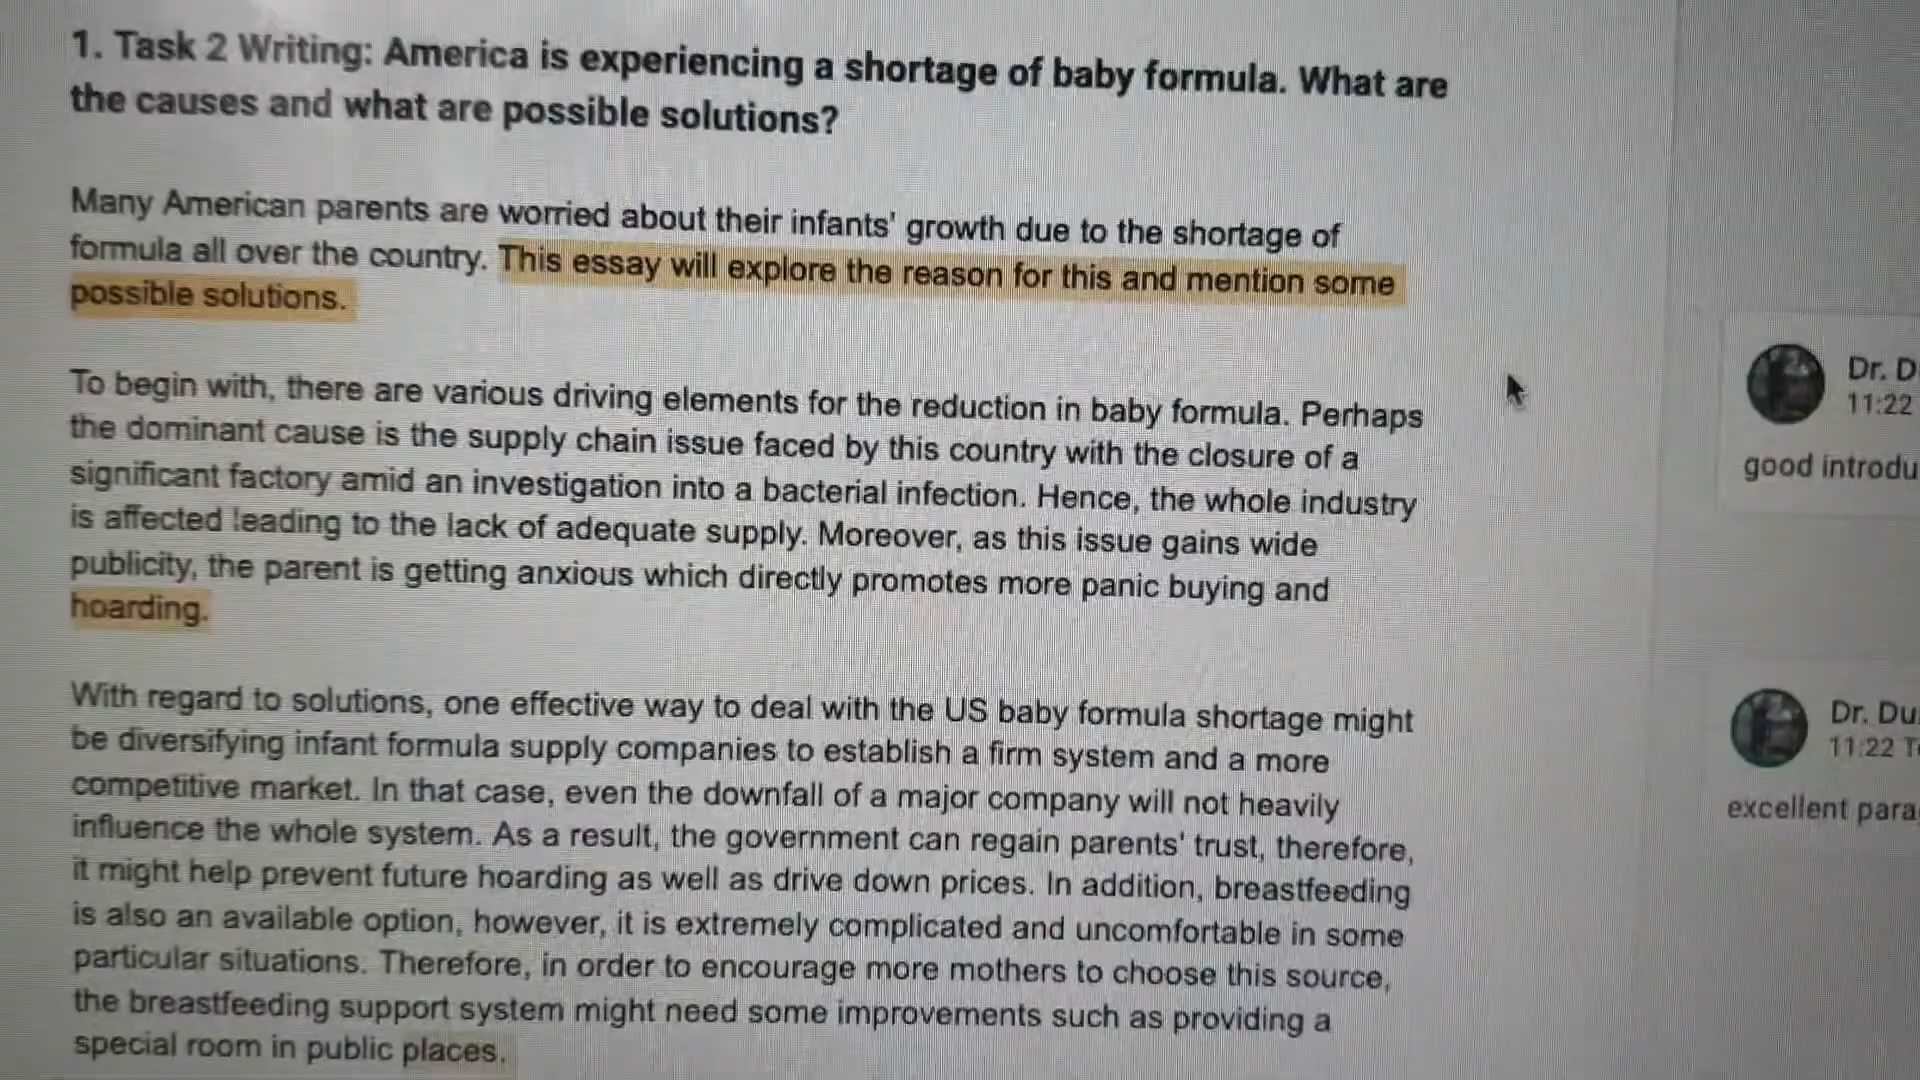 1. Task 2 Writing: America is experiencing a shortage of baby formula. What are
the causes and what are possible solutions?
Many American parents are worried about their infants' growth due to the shortage of
formula all over the country. This essay will explore the reason for this and mention some
possible solutions.
To begin with, there are various driving elements for the reduction in baby formula. Perhaps
the dominant cause is the supply chain issue faced by this country with the closure of a
significant factory amid an investigation into a bacterial infection. Hence, the whole industry
is affected leading to the lack of adequate supply. Moreover, as this issue gains wide
publicity, the parent is getting anxious which directly promotes more panic buying and
hoarding.
With regard to solutions, one effective way to deal with the US baby formula shortage might
be diversifying infant formula supply companies to establish a firm system and a more
competitive market. In that case, even the downfall of a major company will not heavily
influence the whole system. As a result, the government can regain parents' trust, therefore,
it might help prevent future hoarding as well as drive down prices. In addition, breastfeeding
is also an available option, however, it is extremely complicated and uncomfortable in some
particular situations. Therefore, in order to encourage more mothers to choose this source,
the breastfeeding support system might need some improvements such as providing a
special room in public places.
Dr. D
11:22
good introdu
Dr. Du
11:22 T
excellent para